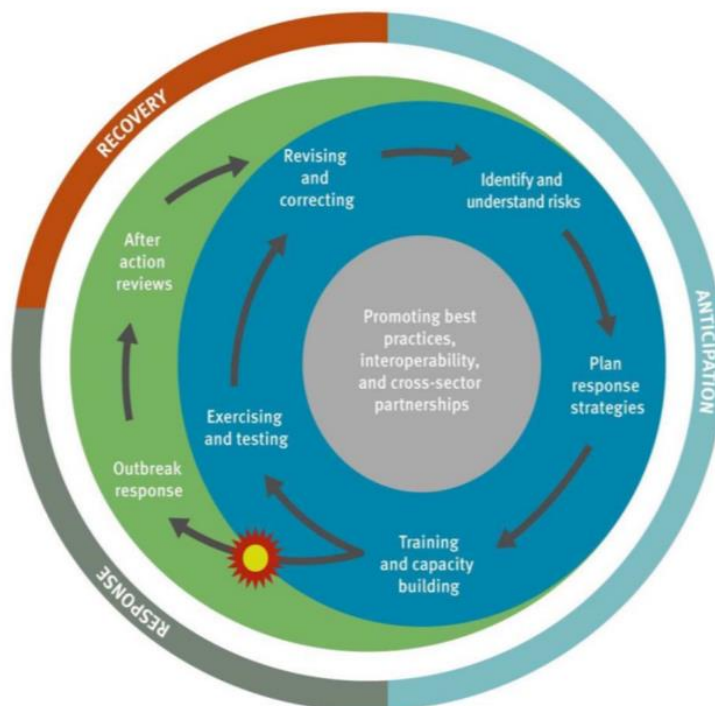 RECOVERY
ANTICIPATION
RESPONSE
Revising
and
correcting
Identify and
understand risks
After
action
reviews
Promoting best
practices,
interoperability,
and cross-sector
partnerships
Plan
response
strategies
Exercising
and testing
Outbreak
response
Training
and capacity
building